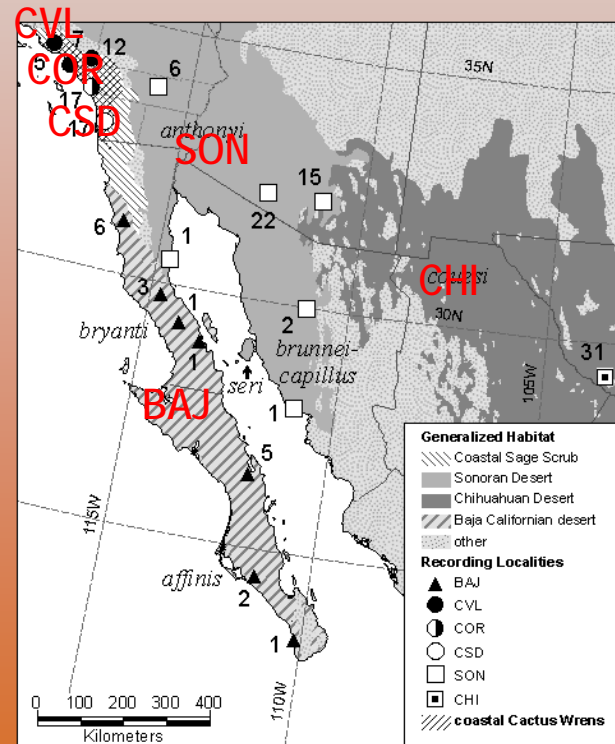 CVL
7
12
5
COR
6
17
CSD
17
anthonyi
SON
35N
15
22
6
1
CHI
couesi
3
1
30N
bryanti
2
brunnei-
capillus
1
seri
31
105W
BAJ
1
5
115W
affinis
2
1
110W
0 100 200 300 400
Kilometers
Generalized Habitat
Coastal Sage Scrub
Sonoran Desert
Chihuahuan Desert
Baja Californian desert
other
Recording Localities
BAJ
CVL
COR
CSD
SON
CHI
coastal Cactus Wrens